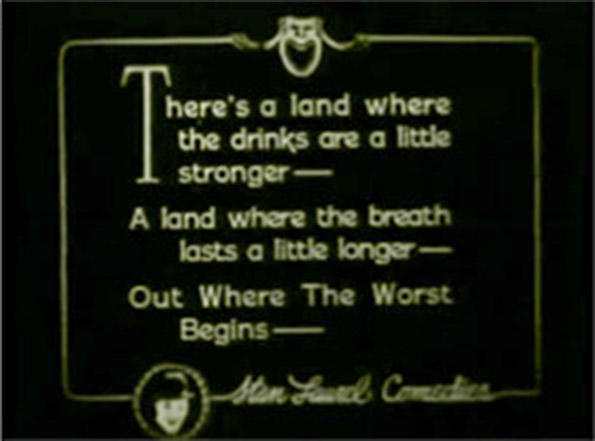 There's a land where
the drinks are a little
stronger—
A land where the breath
lasts a little longer—
Out Where The Worst
Begins—
Stan Laurel Comedies